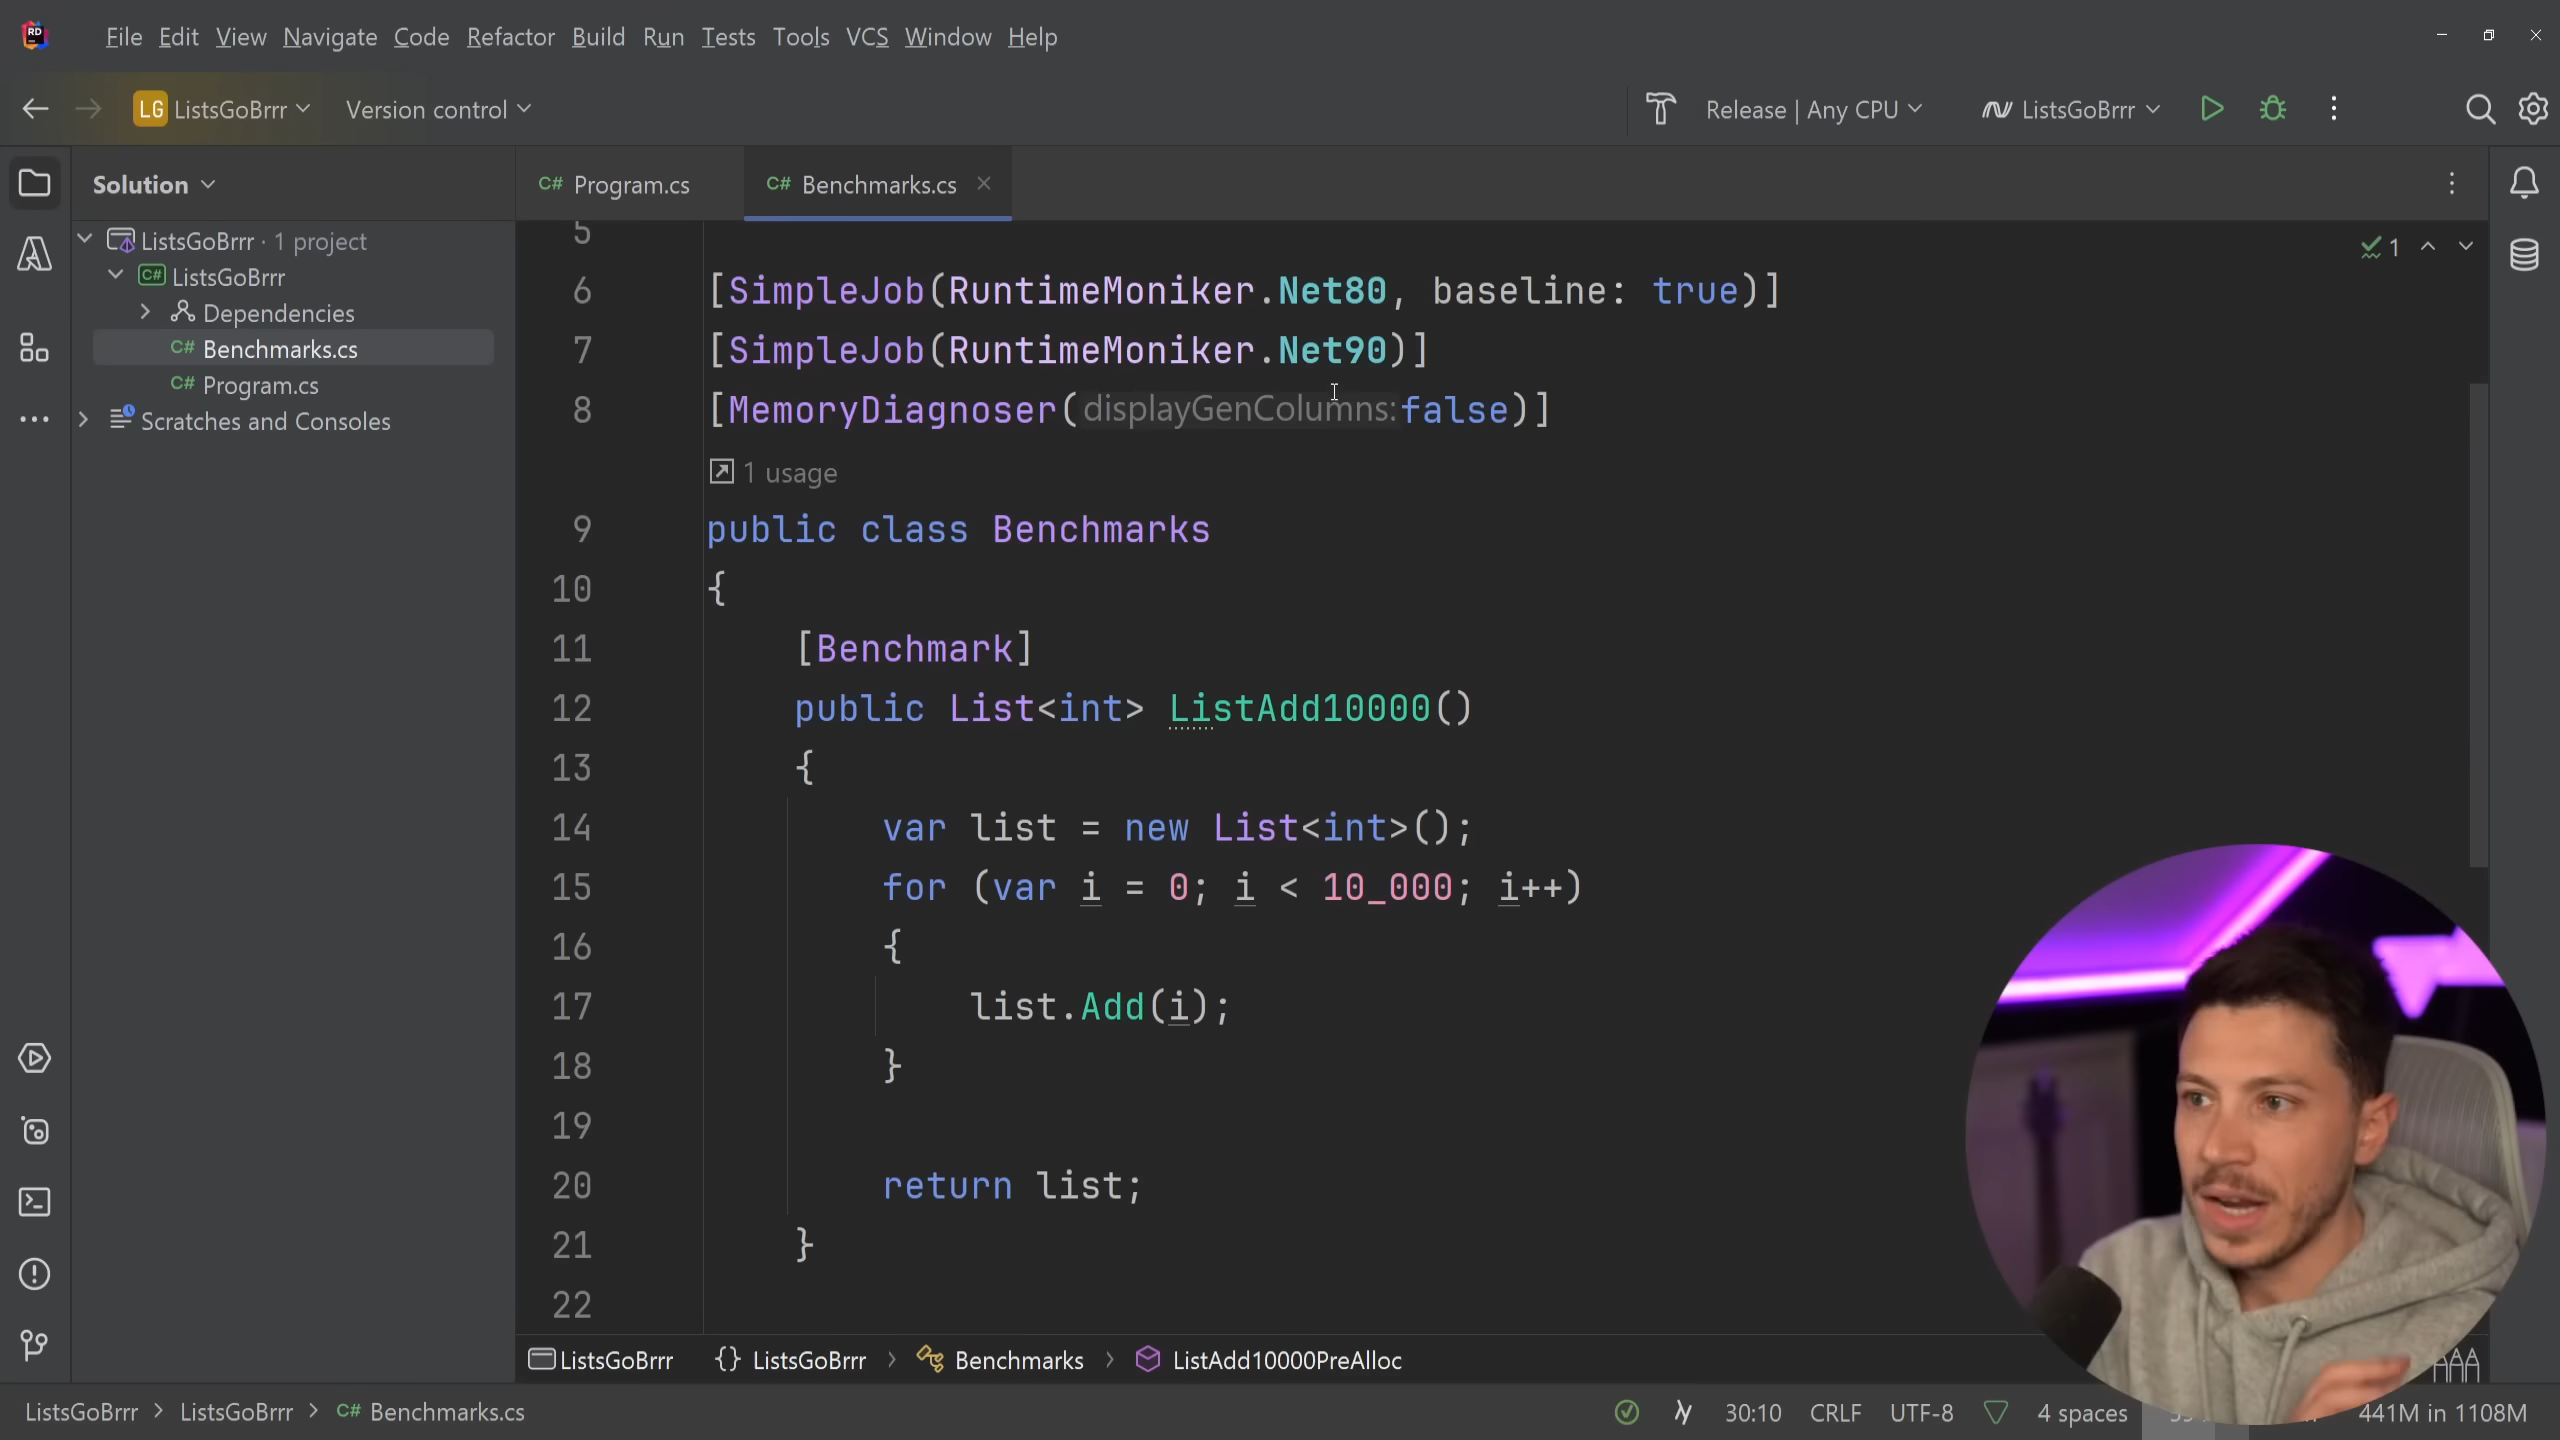 RD File Edit View Navigate Code Refactor Build Run Tests Tools VCS Window Help
LG ListsGoBrrr Version control Release | Any CPU ListsGoBrrr
Solution
C# Program.cs C# Benchmarks.cs
ListsGoBrrr · 1 project
C# ListsGoBrrr
Dependencies
C# Benchmarks.cs
C# Program.cs
Scratches and Consoles
1
5
6 [SimpleJob(RuntimeMoniker.Net80, baseline: true)]
7 [SimpleJob(RuntimeMoniker.Net90)]
8 [MemoryDiagnoser(displayGenColumns:false)]
1 usage
9 public class Benchmarks
10 {
11 [Benchmark]
12 public List<int> ListAdd10000()
13 {
14 var list = new List<int>();
15 for (var i = 0; i < 10_000; i++)
16 {
17 list.Add(i);
18 }
19
20 return list;
21 }
22
ListsGoBrrr {} ListsGoBrrr Benchmarks ListAdd10000PreAlloc
ListsGoBrrr ListsGoBrrr C# Benchmarks.cs 30:10 CRLF UTF-8 4 spaces 441M in 1108M